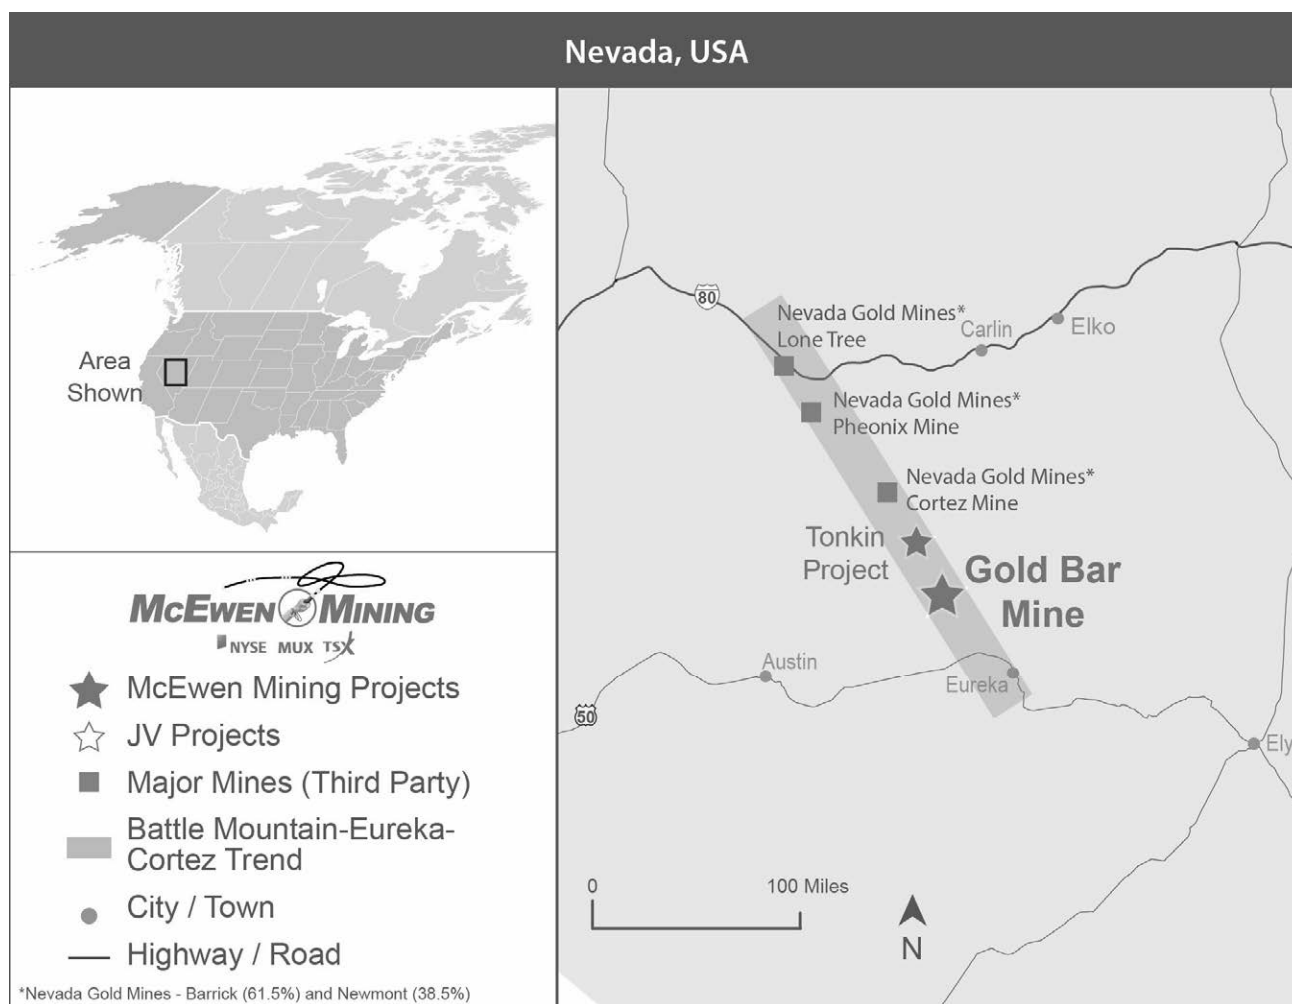 Nevada, USA
Area
Shown
McEWEN MINING
NYSE MUX TSX
McEwen Mining Projects
JV Projects
Major Mines (Third Party)
Battle Mountain-Eureka-
Cortez Trend
City / Town
Highway / Road
*Nevada Gold Mines - Barrick (61.5%) and Newmont (38.5%)
80
Nevada Gold Mines*
Lone Tree
Carlin
Elko
Nevada Gold Mines*
Pheonix Mine
Nevada Gold Mines*
Cortez Mine
Tonkin
Project
Gold Bar
Mine
Austin
Eureka
50
Ely
0
100 Miles
N